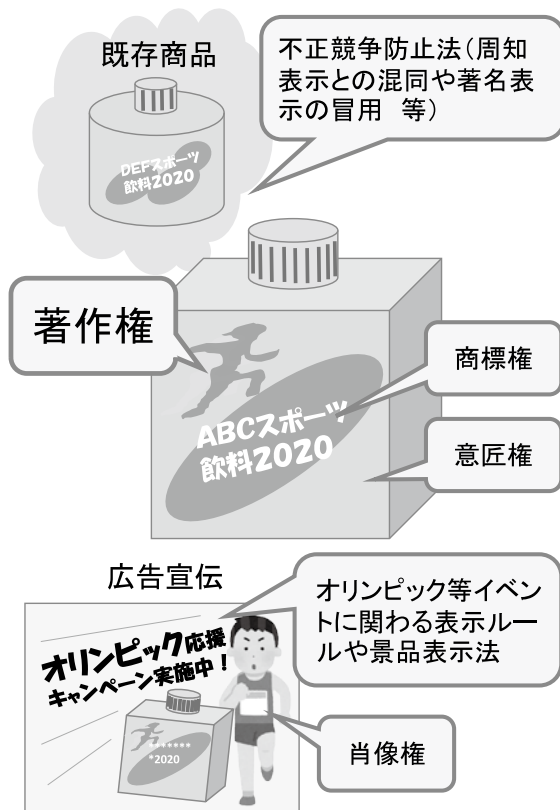 既存商品
不正競争防止法(周知
表示との混同や著名表
示の冒用 等)
DEFスポーツ
飲料2020
著作権
商標権
ABCスポーツ
飲料2020
意匠権
広告宣伝
オリンピック等イベン
トに関わる表示ルー
ルや景品表示法
オリンピック応援
キャンペーン実施中!
*******
*2020
肖像権